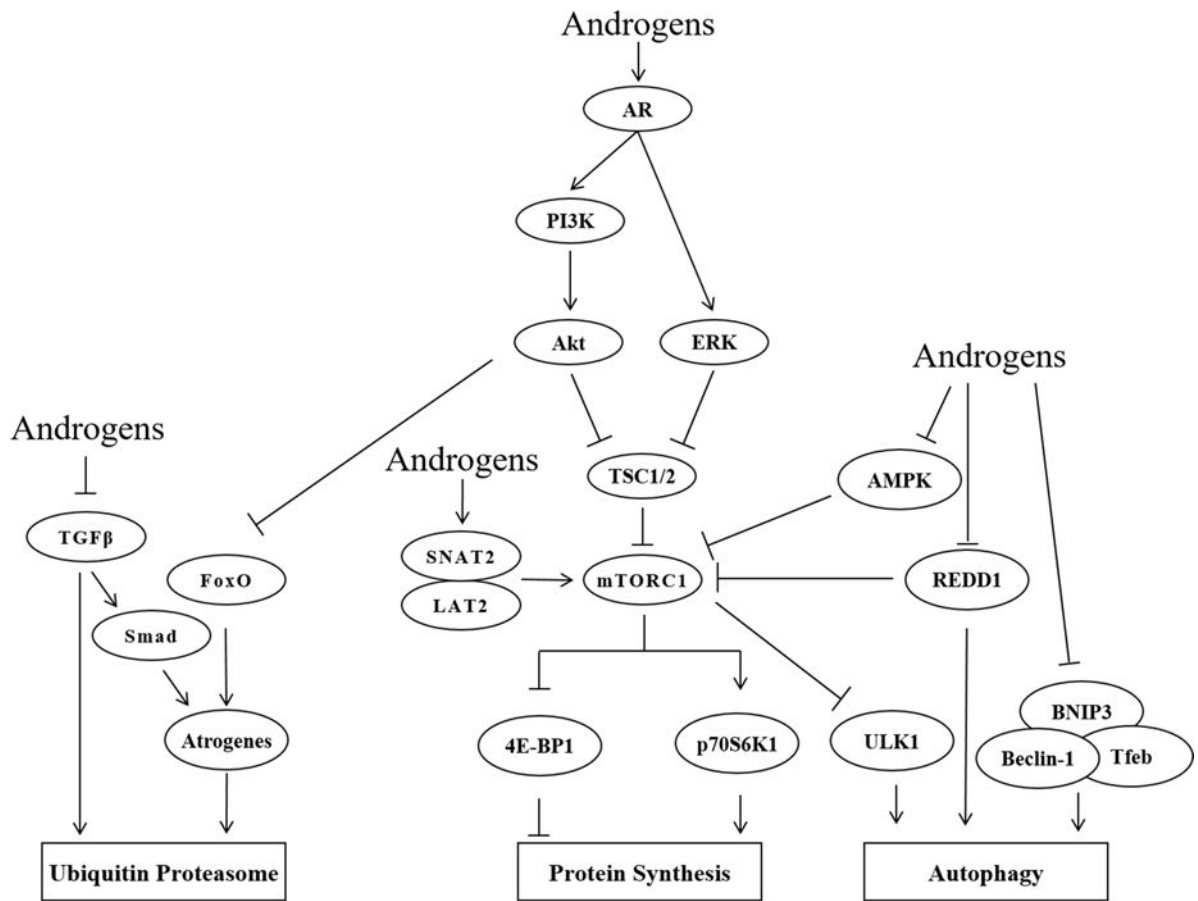 Androgens
AR
PI3K
Akt
ERK
Androgens
Androgens
Androgens
TSC1/2
AMPK
TGFβ
SNAT2
FoxO
mTORC1
REDD1
LAT2
Smad
BNIP3
Atrogenes
4E-BP1
p70S6K1
ULK1
Beclin-1
Tfeb
Ubiquitin Proteasome
Protein Synthesis
Autophagy